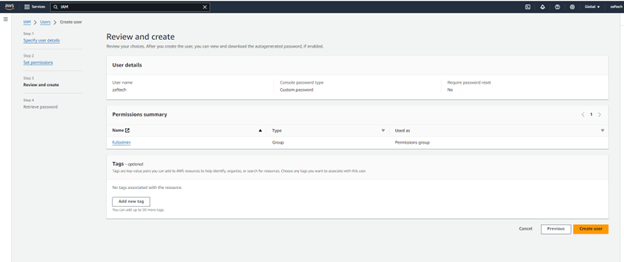 aws
Services
IAM
Global
zeftech
IAM > Users > Create user
Step 1
Specify user details
Step 2
Set permissions
Step 3
Review and create
Step 4
Retrieve password
Review and create
Review your choices. After you create the user, you can view and download the autogenerated password, if enabled.
User details
User name
zeftech
Console password type
Custom password
Require password reset
No
Permissions summary
1
Name
Type
Used as
Group
Permissions group
Tags - optional
Tags are key-value pairs you can add to AWS resources to help identify, organize, or search for resources. Choose any tags you want to associate with this user.
No tags associated with the resource.
Add new tag
You can add up to 50 more tags.
Cancel
Previous
Create user